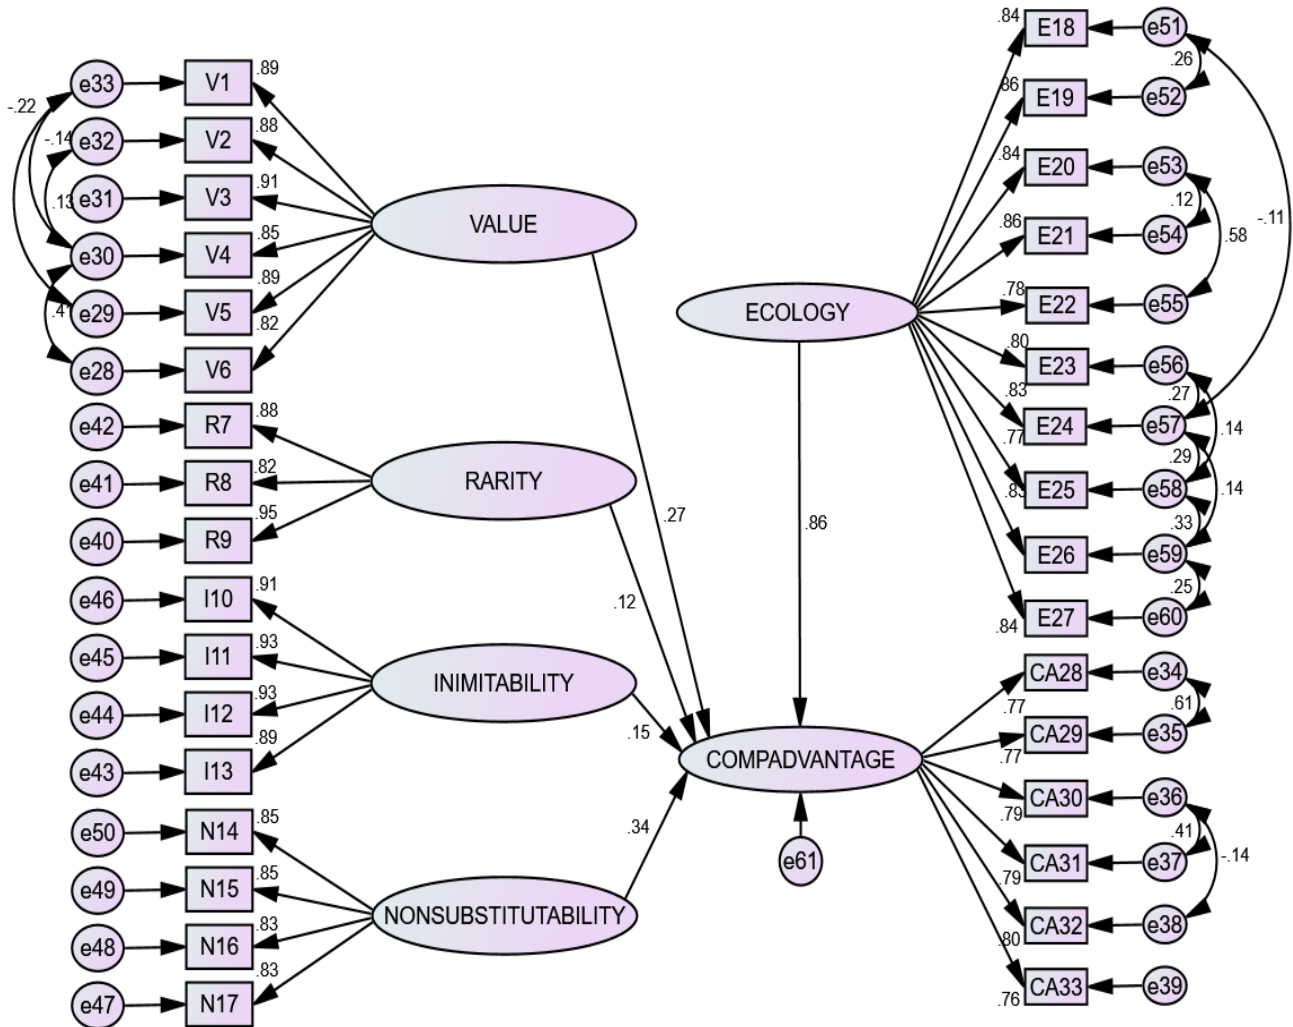 e33 V1 .89
-.22
e32 V2 .88
-.14
e31 V3 .91
.13
e30 V4 .85
e29 V5 .89
e28 V6 .82
VALUE
e42 R7 .88
e41 R8 .82
e40 R9 .95
RARITY
e46 I10 .91
e45 I11 .93
e44 I12 .93
e43 I13 .89
INIMITABILITY
e50 N14 .85
e49 N15 .85
e48 N16 .83
e47 N17 .83
NONSUBSTITUTABILITY
.27
.12
.15
.34
.86
ECOLOGY
COMPADVANTAGE
e61
.84 E18 e51
.26
.86 E19 e52
.84 E20 e53
.12
.86 E21 e54
.58
-.11
.78 E22 e55
.80 E23 e56
.27
.83 E24 e57
.14
.29
.77 E25 e58
.14
.33
E26 e59
.25
.84 E27 e60
CA28 e34
.77
.61
CA29 e35
.77
CA30 e36
.79
.41
CA31 e37
-.14
.79
CA32 e38
.80
CA33 e39
.76